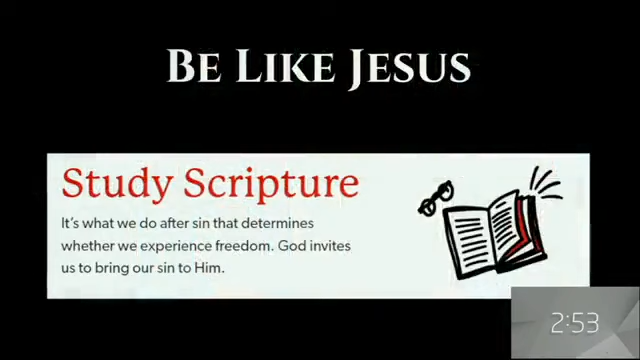 Be Like Jesus
Study Scripture
It's what we do after sin that determines
whether we experience freedom. God invites
us to bring our sin to Him.
2:53